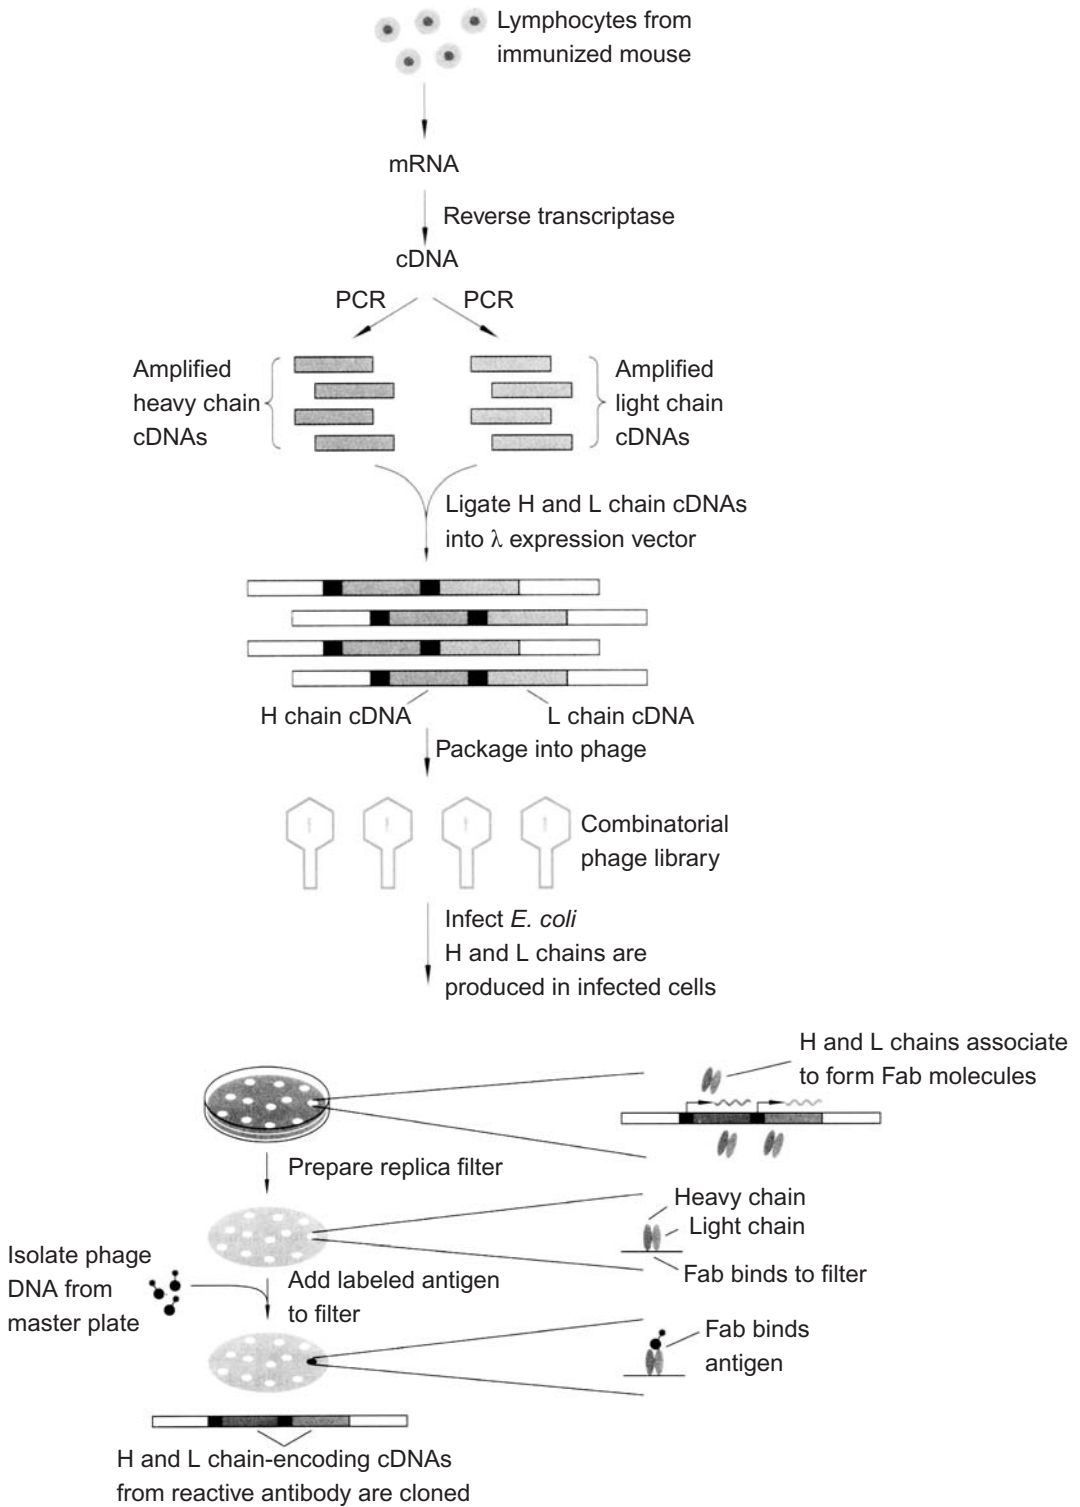 Lymphocytes from
immunized mouse
mRNA
Reverse transcriptase
cDNA
PCR
PCR
Amplified
heavy chain
cDNAs
Amplified
light chain
cDNAs
Ligate H and L chain cDNAs
into λ expression vector
H chain cDNA
L chain cDNA
Package into phage
Combinatorial
phage library
Infect E. coli
H and L chains are
produced in infected cells
H and L chains associate
to form Fab molecules
Prepare replica filter
Heavy chain
Light chain
Fab binds to filter
Isolate phage
DNA from
master plate
Add labeled antigen
to filter
Fab binds
antigen
H and L chain-encoding cDNAs
from reactive antibody are cloned